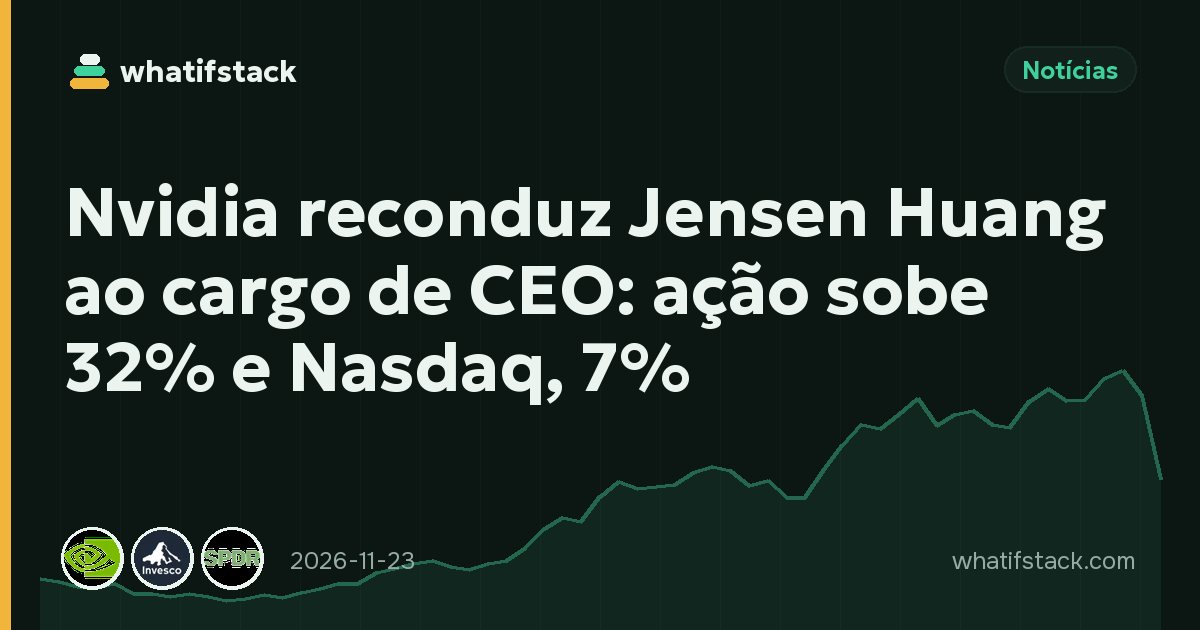 whatifstack
Notícias
Nvidia reconduz Jensen Huang
ao cargo de CEO: ação sobe
32% e Nasdaq, 7%
Invesco
SPDR
2026-11-23
whatifstack.com